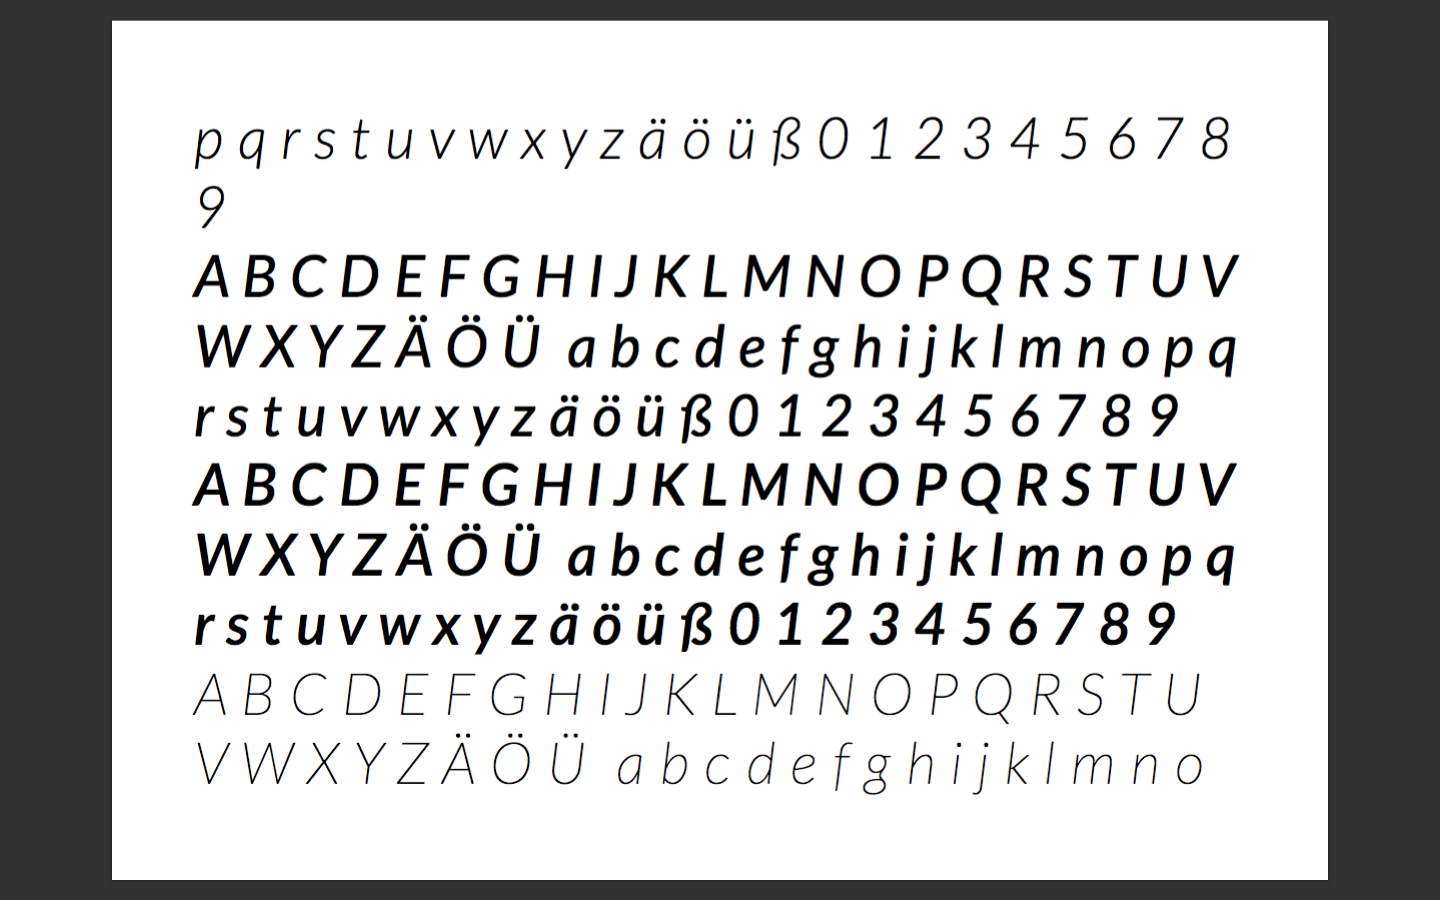 p q r s t u v w x y z ä ö ü ß 0 1 2 3 4 5 6 7 8
9
A B C D E F G H I J K L M N O P Q R S T U V
W X Y Z Ä Ö Ü a b c d e f g h i j k l m n o p q
r s t u v w x y z ä ö ü ß 0 1 2 3 4 5 6 7 8 9
A B C D E F G H I J K L M N O P Q R S T U V
W X Y Z Ä Ö Ü a b c d e f g h i j k l m n o p q
r s t u v w x y z ä ö ü ß 0 1 2 3 4 5 6 7 8 9
A B C D E F G H I J K L M N O P Q R S T U
V W X Y Z Ä Ö Ü a b c d e f g h i j k l m n o